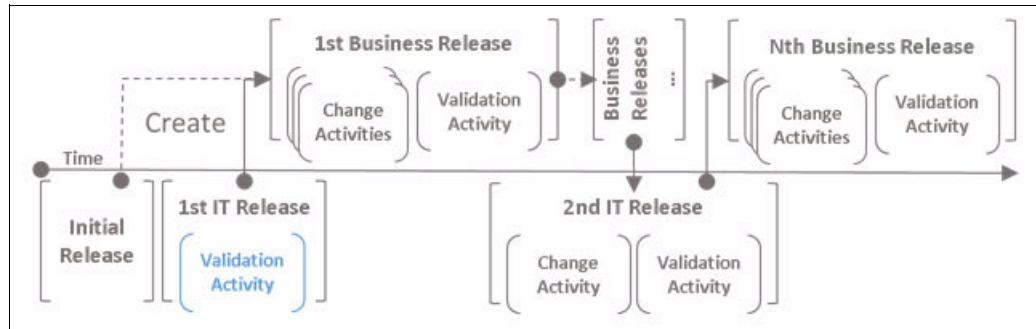 1st Business Release
Change
Activities
Validation
Activity
Business
Releases
...
Nth Business Release
Change
Activities
Validation
Activity
Create
Time
Initial
Release
1st IT Release
Validation
Activity
2nd IT Release
Change
Activity
Validation
Activity